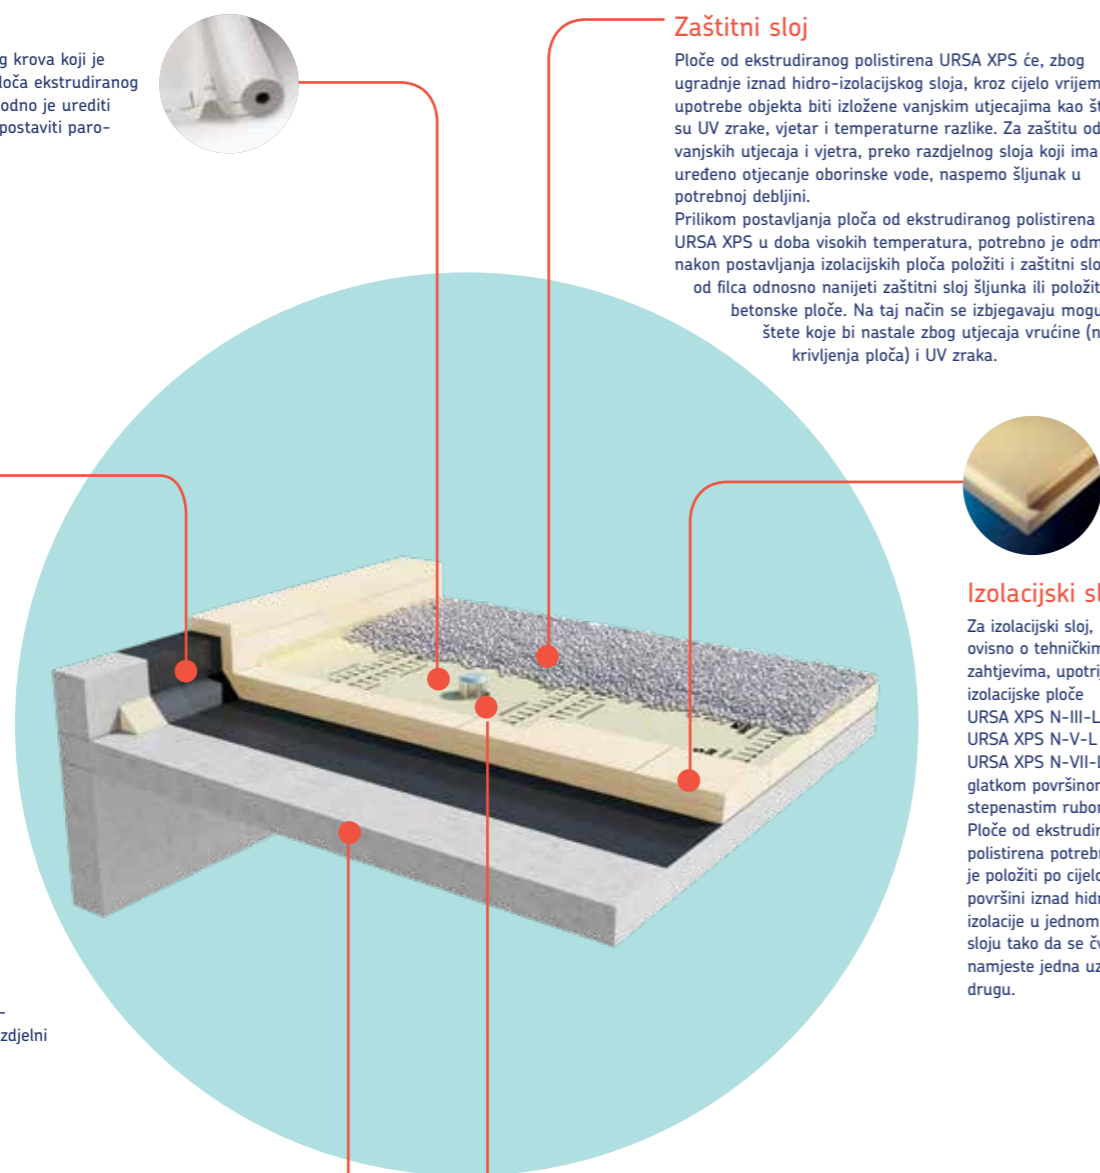 g krova koji je
loča ekstrudiranog
odno je urediti
postaviti paro-
Zaštitni sloj
Ploče od ekstrudiranog polistirena URSA XPS će, zbog
ugradnje iznad hidro-izolacijskog sloja, kroz cijelo vrijem
upotrebe objekta biti izložene vanjskim utjecajima kao št
su UV zrake, vjetar i temperaturne razlike. Za zaštitu od
vanjskih utjecaja i vjetra, preko razdjelnog sloja koji ima
uređeno otjecanje oborinske vode, naspemo šljunak u
potrebnoj debljini.
Prilikom postavljanja ploča od ekstrudiranog polistirena
URSA XPS u doba visokih temperatura, potrebno je odm
nakon postavljanja izolacijskih ploča položiti i zaštitni slo
od filca odnosno nanijeti zaštitni sloj šljunka ili položit
betonske ploče. Na taj način se izbjegavaju mogu
štete koje bi nastale zbog utjecaja vrućine (n
krivljenja ploča) i UV zraka.
Izolacijski sl
Za izolacijski sloj,
ovisno o tehničkim
zahtjevima, upotrij
izolacijske ploče
URSA XPS N-III-L
URSA XPS N-V-L
URSA XPS N-VII-L
glatkom površinom
stepenastim rubom
Ploče od ekstrudir
polistirena potrebn
je položiti po cijelo
površini iznad hidr
izolacije u jednom
sloju tako da se čv
namjeste jedna uz
drugu.
-
zdjelni